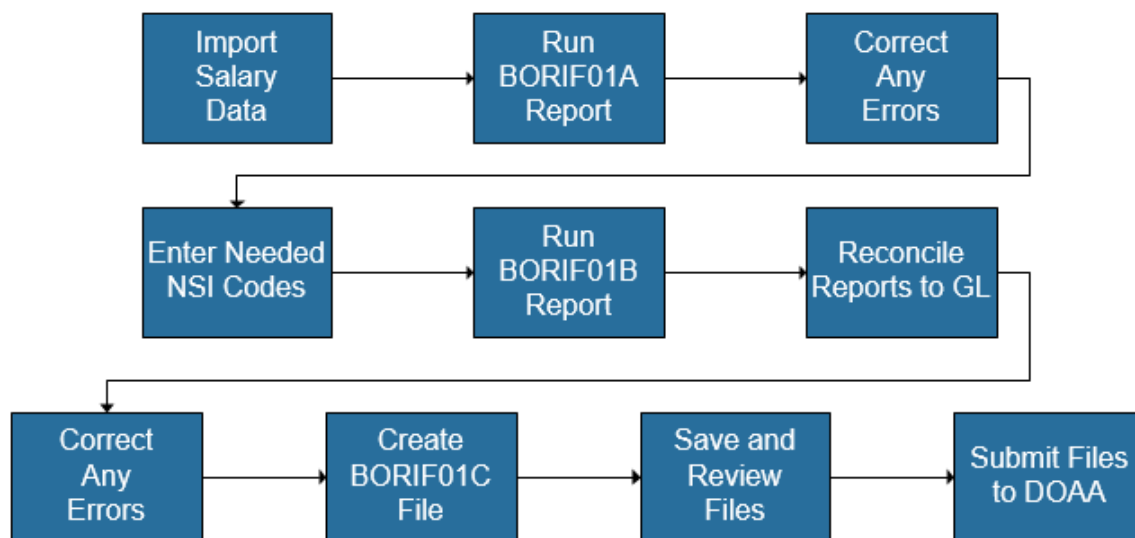 Import
Salary
Data
Run
BORIF01A
Report
Correct
Any
Errors
Enter Needed
NSI Codes
Run
BORIF01B
Report
Reconcile
Reports to GL
Correct
Any
Errors
Create
BORIF01C
File
Save and
Review
Files
Submit Files
to DOAA